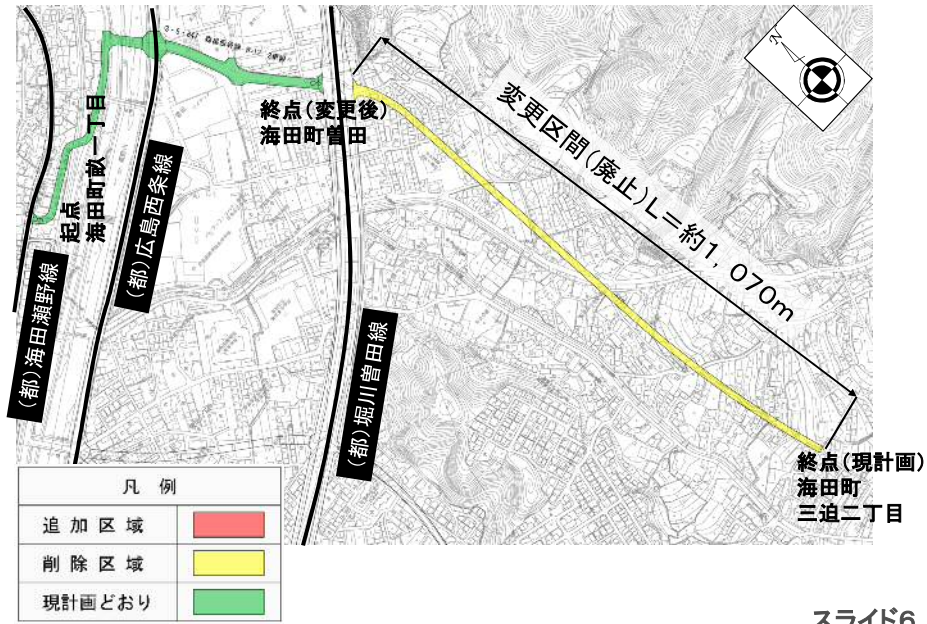 N
終点(変更後)
海田町曽田
変更区間(廃止)L=約1,070m
起点
海田町畝一丁目
(都)海田瀬野線
(都)広島西条線
(都)堀川曽田線
終点(現計画)
海田町
三迫二丁目
凡 例
追 加 区 域
削 除 区 域
現計画どおり
スライド6